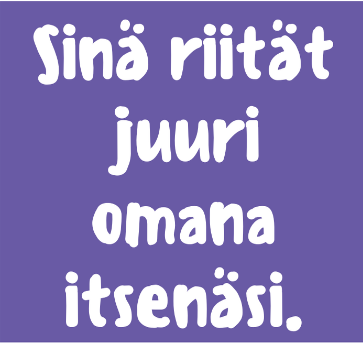 Sinä riität
juuri
omana
itsenäsi.